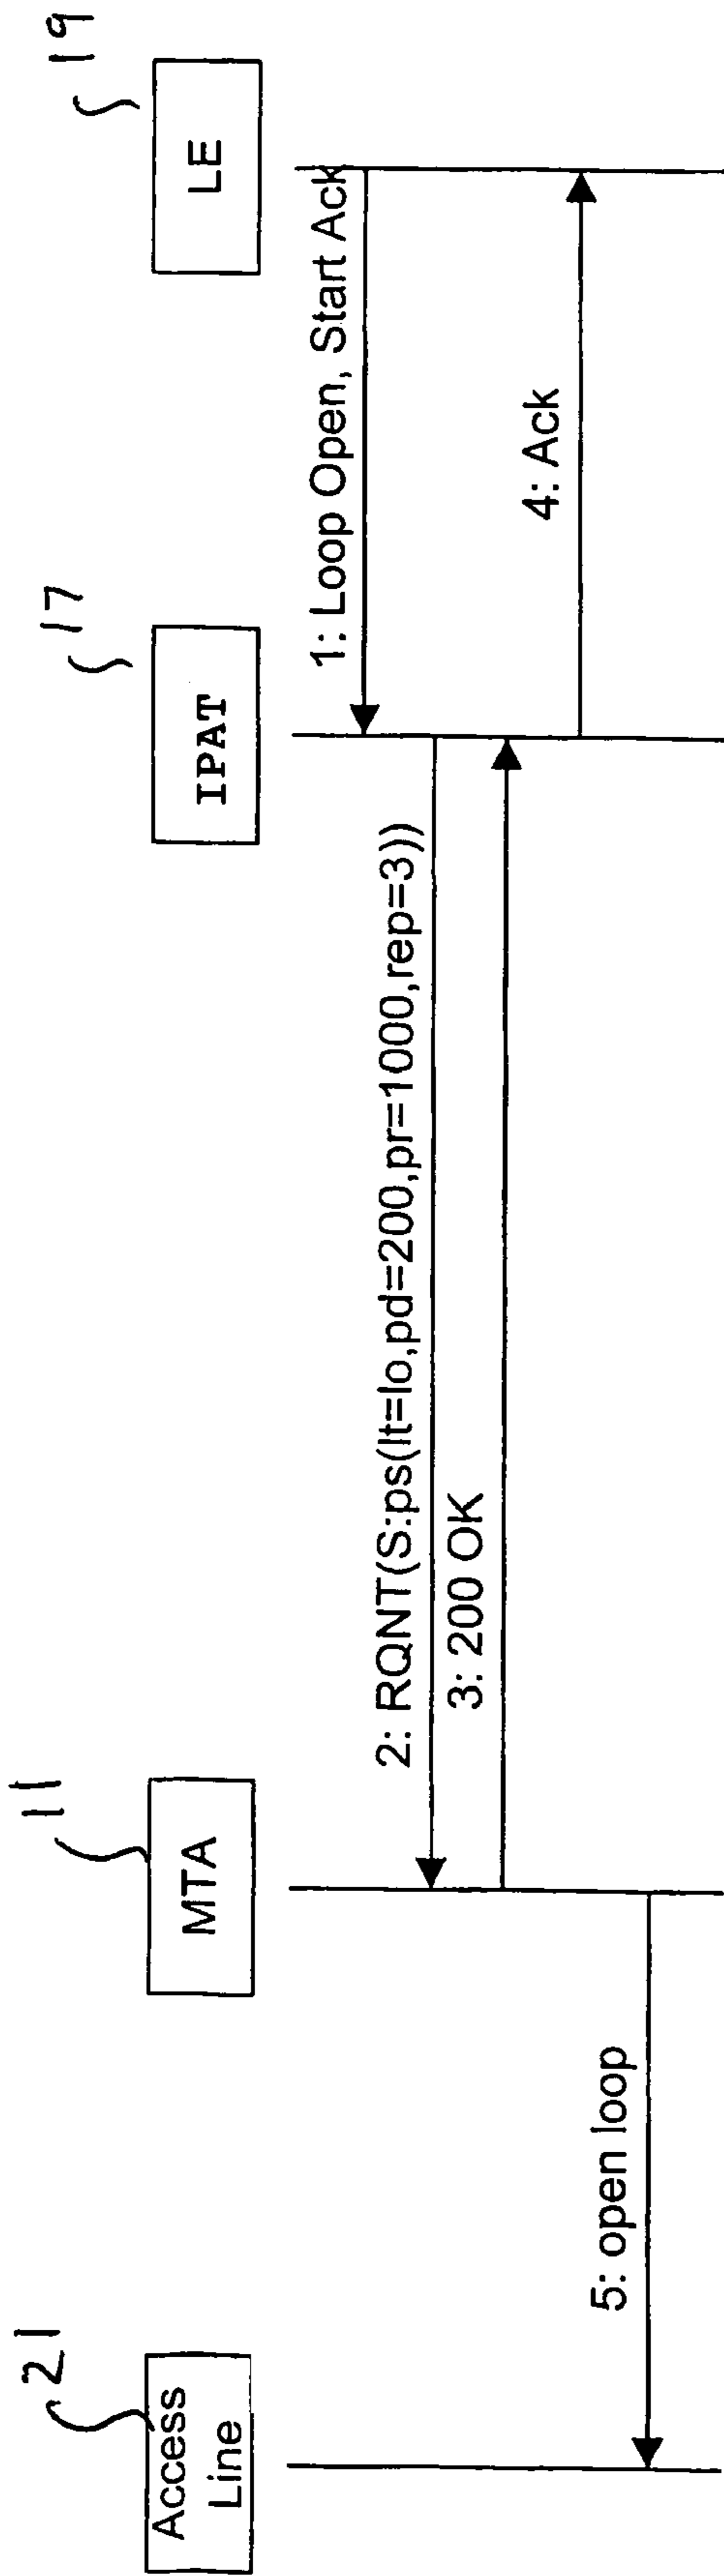 21
Access
Line
11
MTA
17
IPAT
19
LE
1: Loop Open, Start Ack
2: RQNT(S:ps(lt=lo,pd=200,pr=1000,rep=3))
3: 200 OK
4: Ack
5: open loop